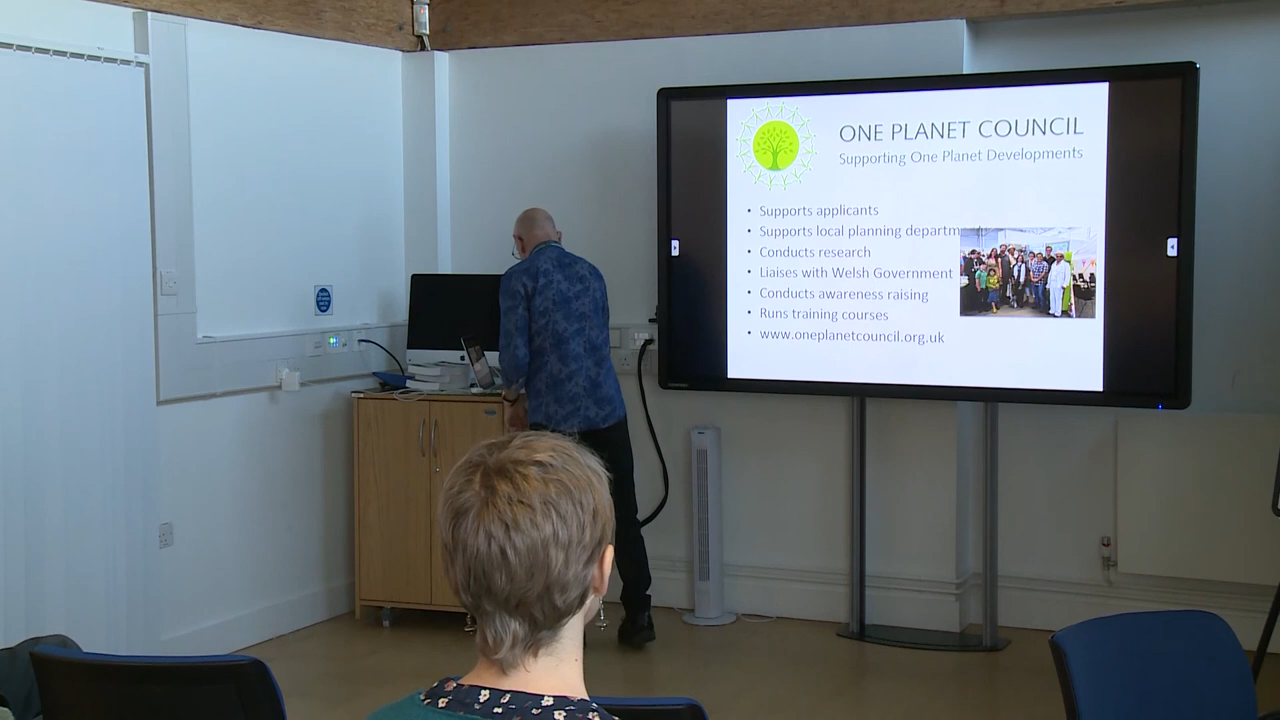 ONE PLANET COUNCIL
Supporting One Planet Developments
• Supports applicants
• Supports local planning departm
• Conducts research
• Liaises with Welsh Government
• Conducts awareness raising
• Runs training courses
• www.oneplanetcouncil.org.uk